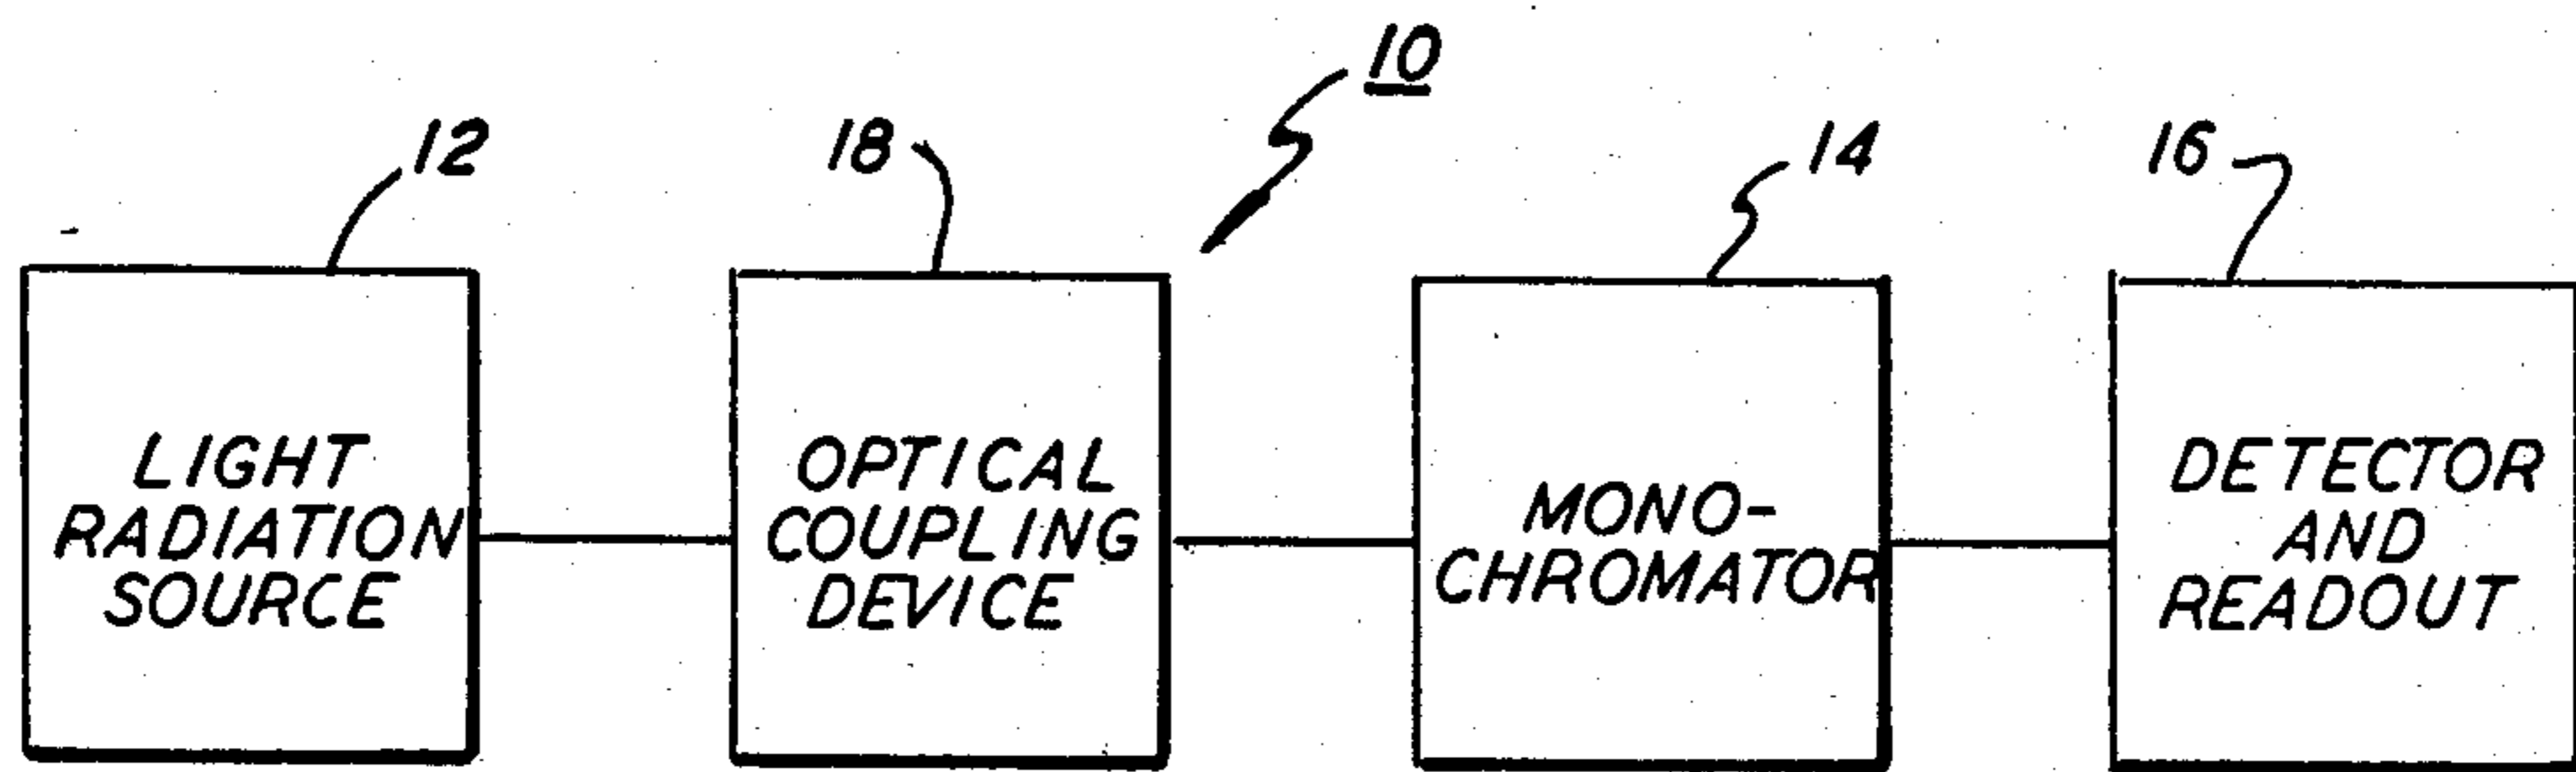 10
12
18
14
16
LIGHT
RADIATION
SOURCE
OPTICAL
COUPLING
DEVICE
MONO-
CHROMATOR
DETECTOR
AND
READOUT